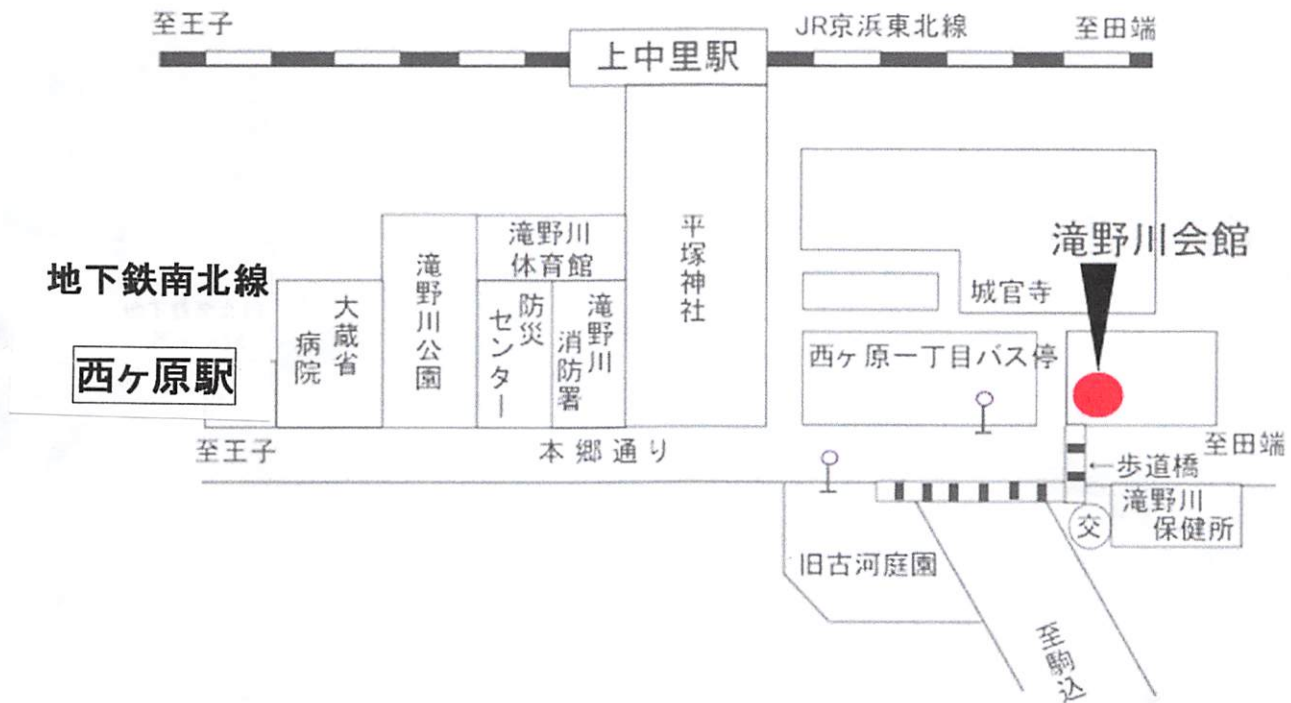 至王子
JR京浜東北線
至田端
上中里駅
滝野川会館
平塚神社
滝野川
体育館
滝野川公園
地下鉄南北線
城官寺
大蔵省
病院
防災
センター
滝野川
消防署
西ヶ原一丁目バス停
西ヶ原駅
至王子
本郷通り
至田端
←歩道橋
滝野川
保健所
交
旧古河庭園
至駒込